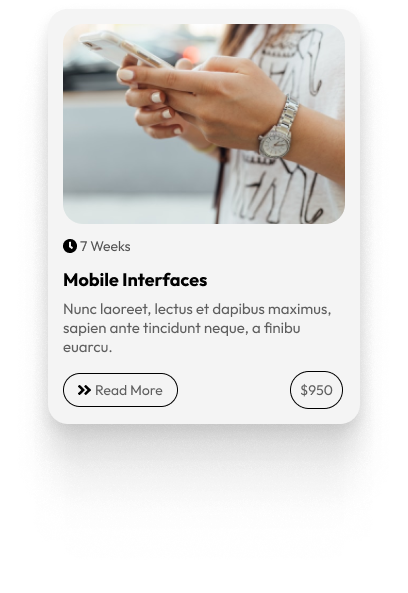 7 Weeks
Mobile Interfaces
Nunc laoreet, lectus et dapibus maximus,
sapien ante tincidunt neque, a finibu
euarcu.
Read More
$950